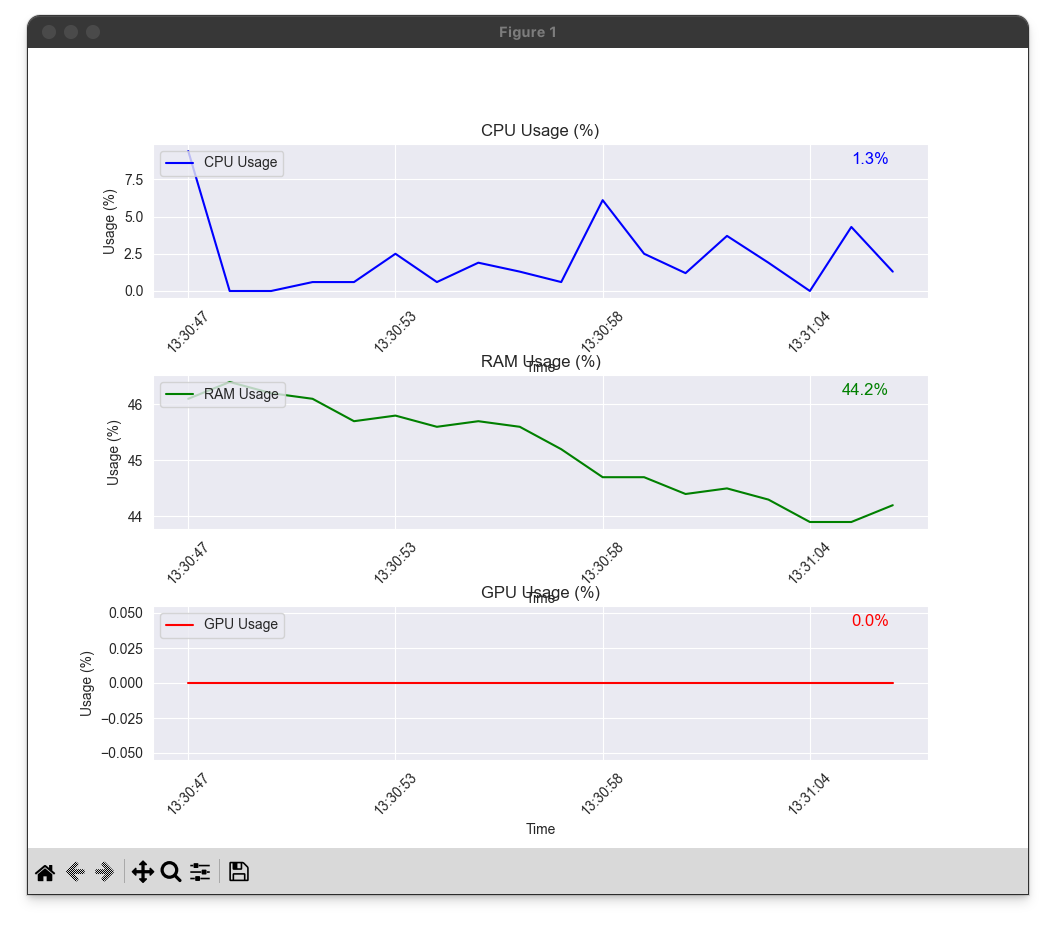 Figure 1
CPU Usage (%)
CPU Usage
1.3%
Usage (%)
7.5
5.0
2.5
0.0
13:30:47
13:30:53
13:30:58
13:31:04
Time
RAM Usage (%)
RAM Usage
44.2%
Usage (%)
46
45
44
13:30:47
13:30:53
13:30:58
13:31:04
Time
GPU Usage (%)
GPU Usage
0.0%
Usage (%)
0.050
0.025
0.000
−0.025
−0.050
13:30:47
13:30:53
13:30:58
13:31:04
Time